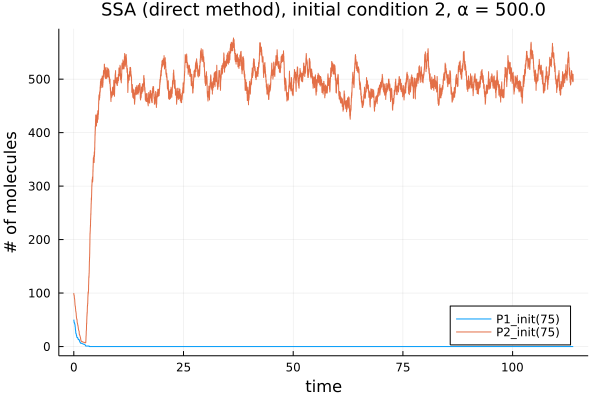 SSA (direct method), initial condition 2, α = 500.0
# of molecules
500
400
300
200
100
0
0
25
50
75
100
time
P1_init(75)
P2_init(75)